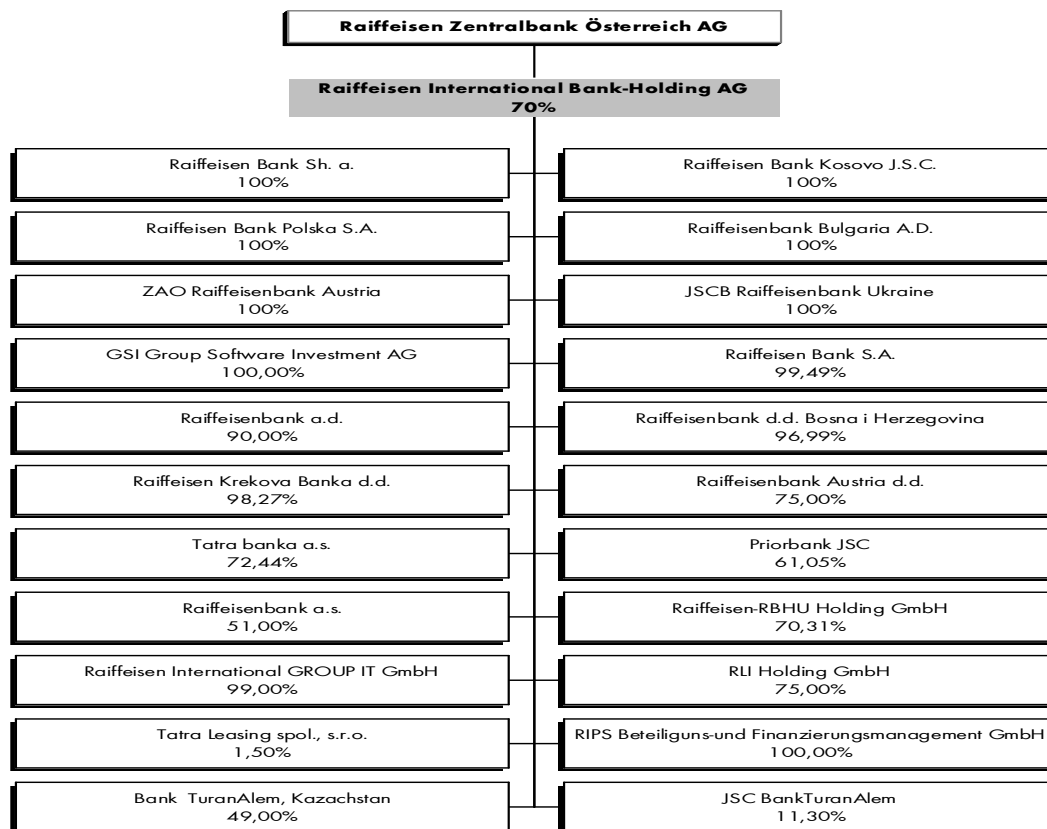 Raiffeisen Zentralbank Österreich AG
Raiffeisen International Bank-Holding AG
70%
Raiffeisen Bank Sh. a.
100%
Raiffeisen Bank Kosovo J.S.C.
100%
Raiffeisen Bank Polska S.A.
100%
Raiffeisenbank Bulgaria A.D.
100%
ZAO Raiffeisenbank Austria
100%
JSCB Raiffeisenbank Ukraine
100%
GSI Group Software Investment AG
100,00%
Raiffeisen Bank S.A.
99,49%
Raiffeisenbank a.d.
90,00%
Raiffeisenbank d.d. Bosna i Herzegovina
96,99%
Raiffeisen Krekova Banka d.d.
98,27%
Raiffeisenbank Austria d.d.
75,00%
Tatra banka a.s.
72,44%
Priorbank JSC
61,05%
Raiffeisenbank a.s.
51,00%
Raiffeisen-RBHU Holding GmbH
70,31%
Raiffeisen International GROUP IT GmbH
99,00%
RLI Holding GmbH
75,00%
Tatra Leasing spol., s.r.o.
1,50%
RIPS Beteiliguns-und Finanzierungsmanagement GmbH
100,00%
Bank TuranAlem, Kazachstan
49,00%
JSC BankTuranAlem
11,30%